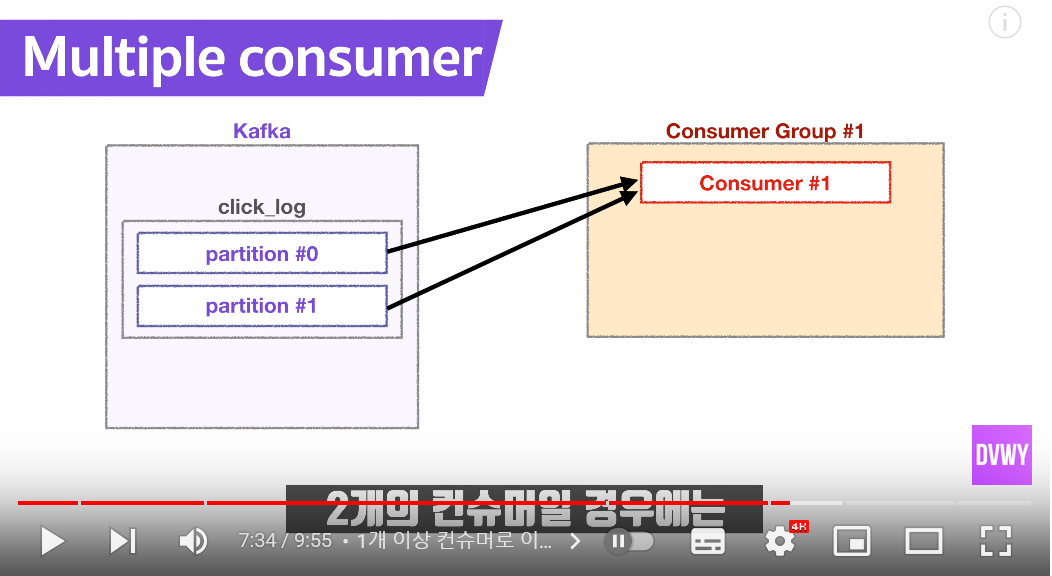 Multiple consumer
Kafka
Consumer Group #1
Consumer #1
click_log
partition #0
partition #1
DVWY
2개의 컨슈머일 경우에는
4K
7:34 / 9:55 • 1개 이상 컨슈머로 이...